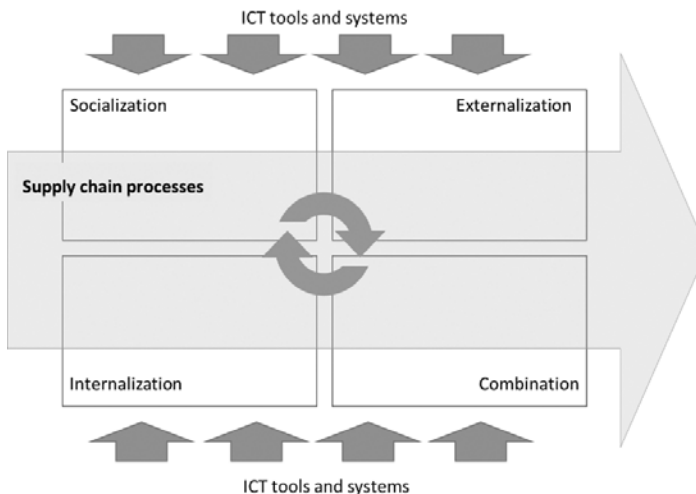 ICT tools and systems
Socialization
Externalization
Supply chain processes
Internalization
Combination
ICT tools and systems